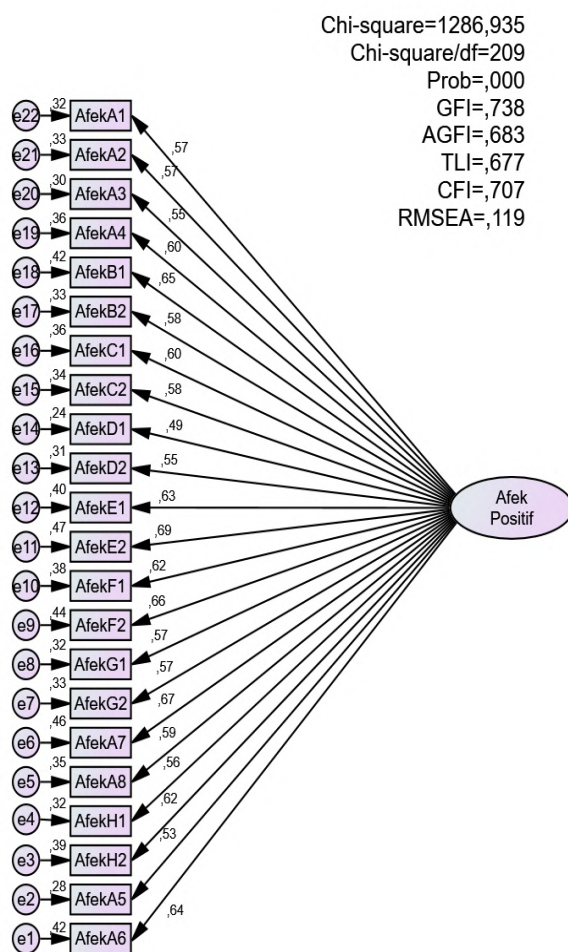 Chi-square=1286,935
Chi-square/df=209
Prob=,000
GFI=,738
AGFI=,683
TLI=,677
CFI=,707
RMSEA=,119
e22 ,32 AfekA1 ,57
e21 ,33 AfekA2 ,57
e20 ,30 AfekA3 ,55
e19 ,36 AfekA4 ,60
e18 ,42 AfekB1 ,65
e17 ,33 AfekB2 ,58
e16 ,36 AfekC1 ,60
e15 ,34 AfekC2 ,58
e14 ,24 AfekD1 ,49
e13 ,31 AfekD2 ,55
e12 ,40 AfekE1 ,63
e11 ,47 AfekE2 ,69
e10 ,38 AfekF1 ,62
e9 ,44 AfekF2 ,66
e8 ,32 AfekG1 ,57
e7 ,33 AfekG2 ,57
e6 ,46 AfekA7 ,67
e5 ,35 AfekA8 ,59
e4 ,32 AfekH1 ,56
e3 ,39 AfekH2 ,62
e2 ,28 AfekA5 ,53
e1 ,42 AfekA6 ,64
Afek
Positif